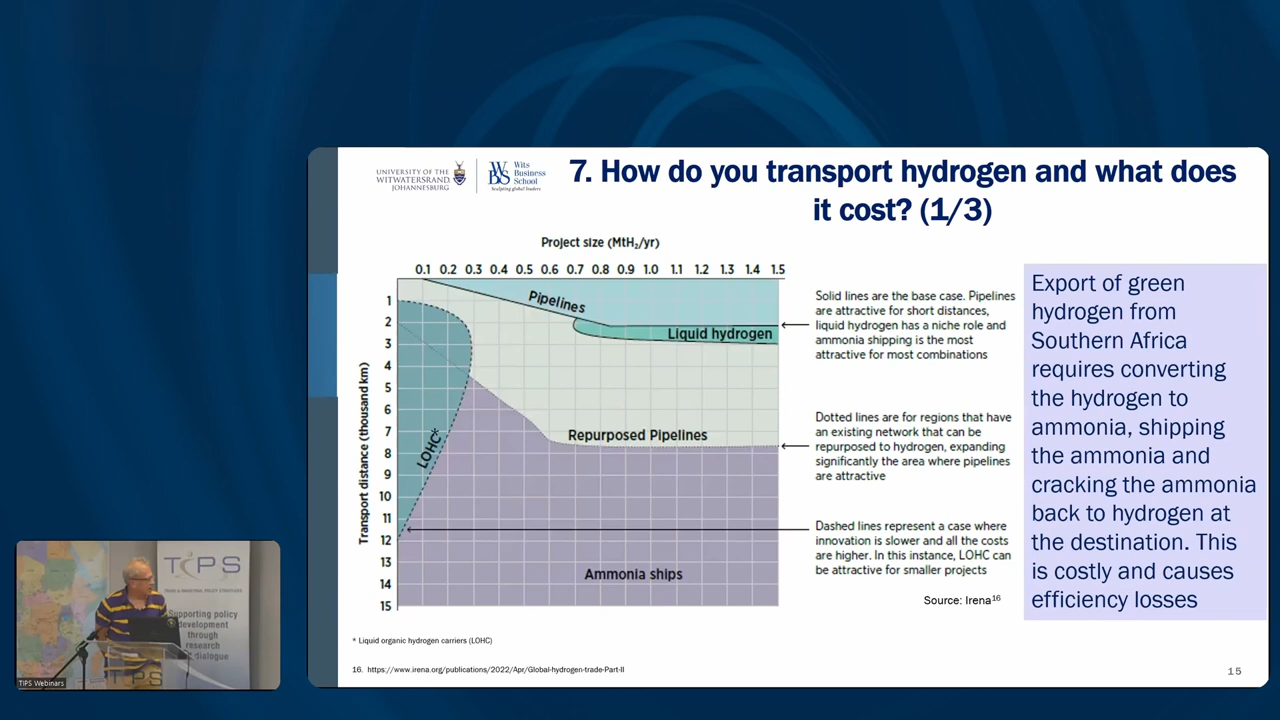 UNIVERSITY OF THE
WITWATERSRAND
JOHANNESBURG
WBS
Wits
Business
School
Sculpting global leaders
7. How do you transport hydrogen and what does
it cost? (1/3)
Project size (MtH₂/yr)
0.1 0.2 0.3 0.4 0.5 0.6 0.7 0.8 0.9 1.0 1.1 1.2 1.3 1.4 1.5
Transport distance (thousand km)
1
2
3
4
5
6
7
8
9
10
11
12
13
14
15
Pipelines
Liquid hydrogen
Repurposed Pipelines
LOHC*
Ammonia ships
Solid lines are the base case. Pipelines
are attractive for short distances,
liquid hydrogen has a niche role and
ammonia shipping is the most
attractive for most combinations
Dotted lines are for regions that have
an existing network that can be
repurposed to hydrogen, expanding
significantly the area where pipelines
are attractive
Dashed lines represent a case where
innovation is slower and all the costs
are higher. In this instance, LOHC can
be attractive for smaller projects
Source: Irena¹⁶
Export of green
hydrogen from
Southern Africa
requires converting
the hydrogen to
ammonia, shipping
the ammonia and
cracking the ammonia
back to hydrogen at
the destination. This
is costly and causes
efficiency losses
* Liquid organic hydrogen carriers (LOHC)
16. https://www.irena.org/publications/2022/Apr/Global-hydrogen-trade-Part-II
15
TIPS
TRADE & INDUSTRIAL POLICY STRATEGIES
Supporting policy
development
through
research
dialogue
TIPS
TIPS Webinars